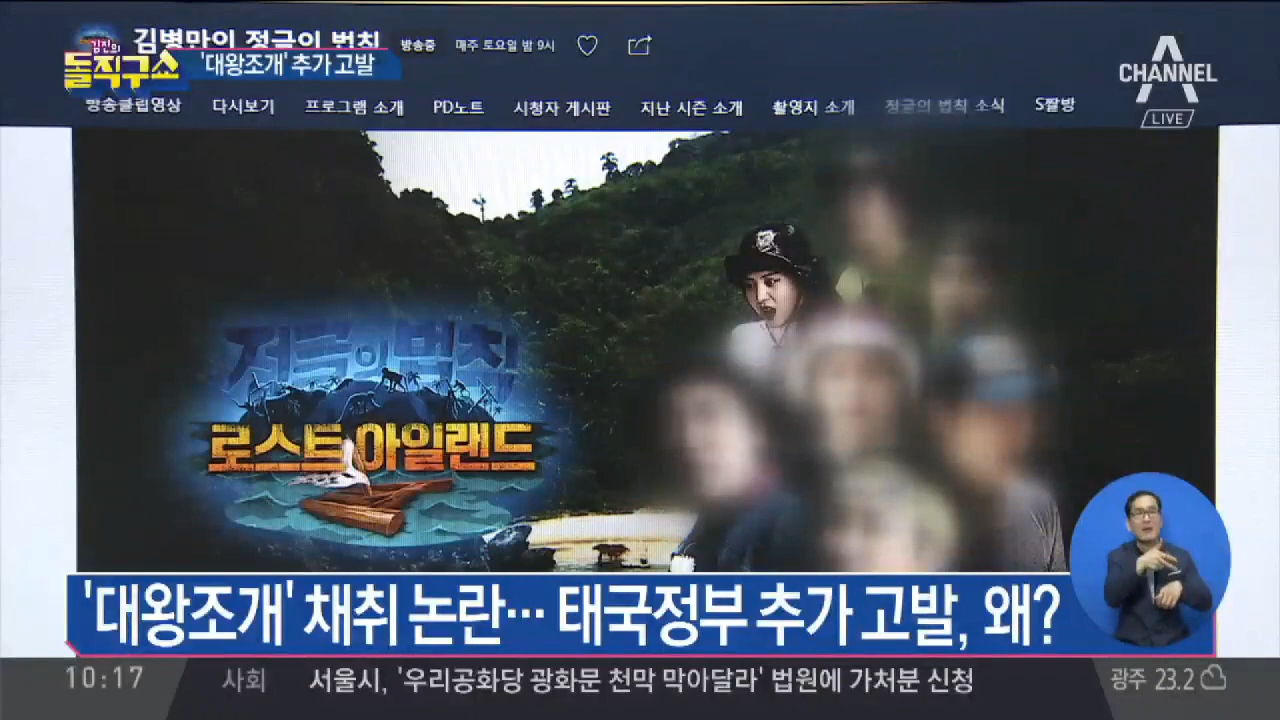 김병만의 정글의 법칙 방송중 매주 토요일 밤 9시
김진의
돌직구쇼
'대왕조개' 추가 고발
CHANNEL A
LIVE
방송클립영상 다시보기 프로그램 소개 PD노트 시청자 게시판 지난 시즌 소개 촬영지 소개 정글의 법칙 소식 S짤방
정글의 법칙
로스트 아일랜드
'대왕조개' 채취 논란… 태국정부 추가 고발, 왜?
10:17 사회 서울시, '우리공화당 광화문 천막 막아달라' 법원에 가처분 신청 광주 23.2